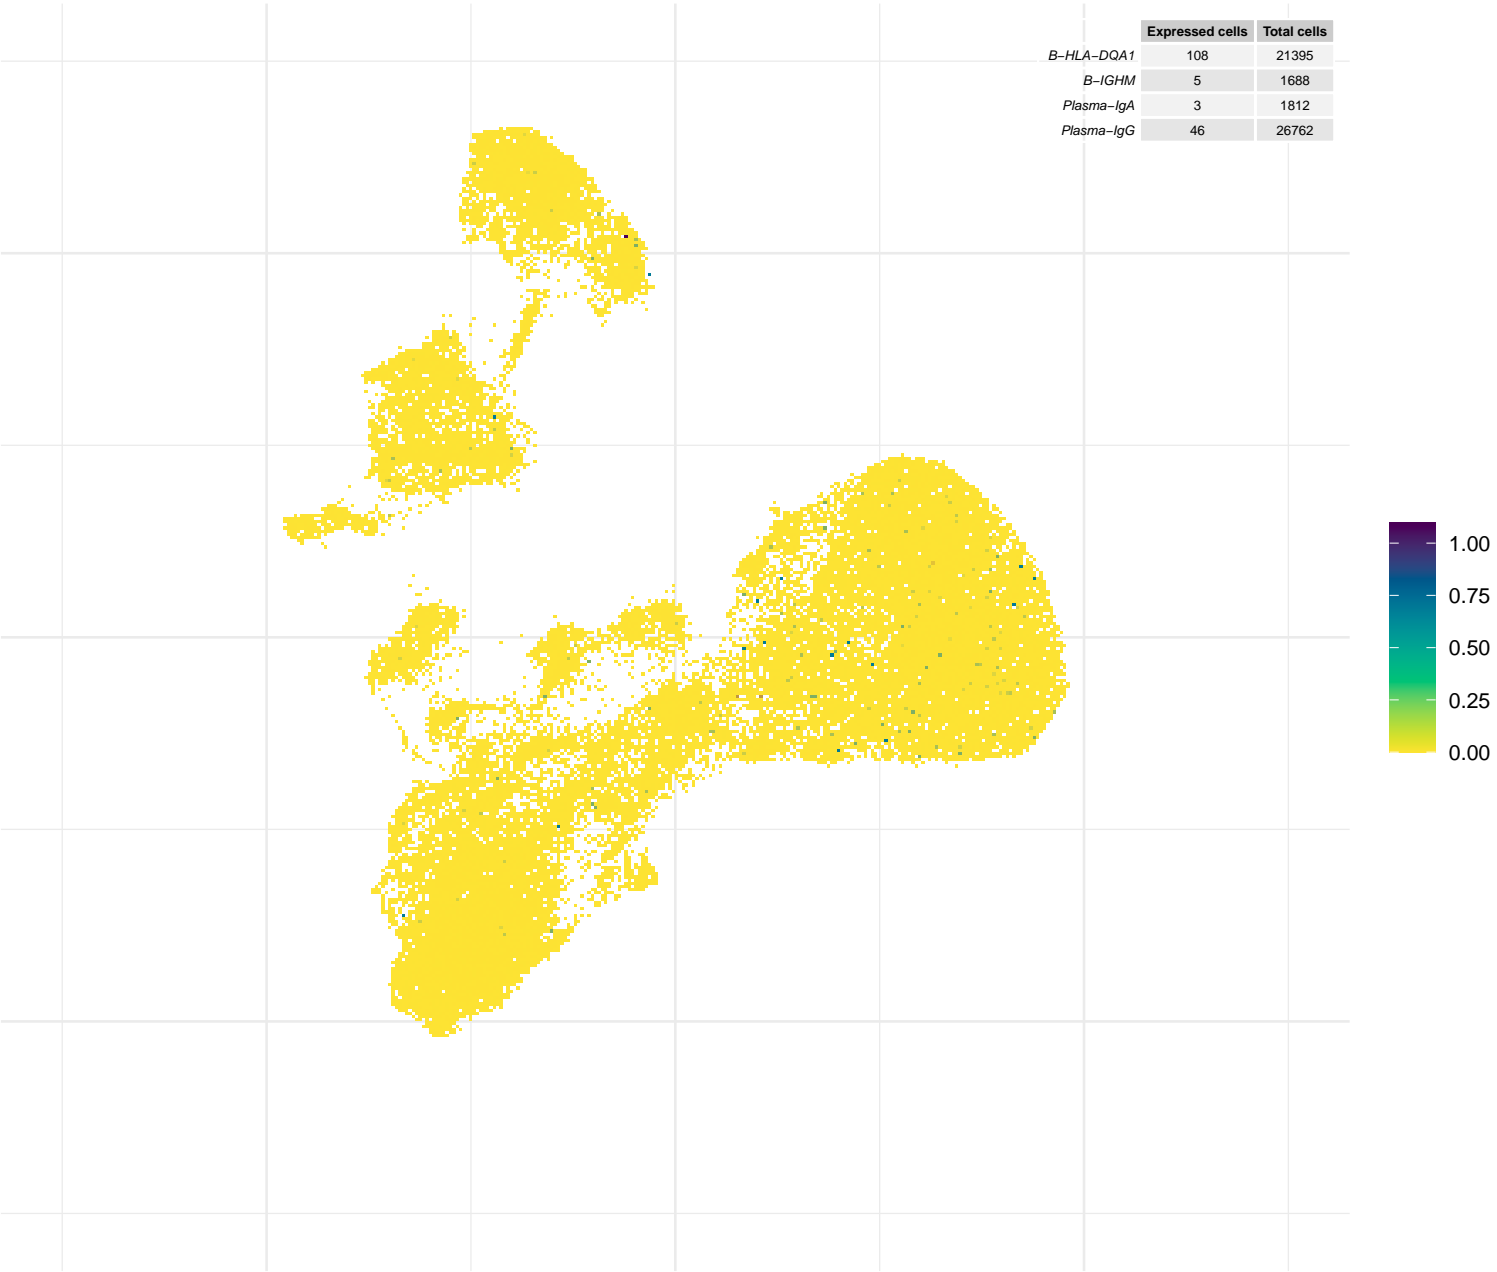 Expressed cells Total cells
B−HLA−DQA1 108 21395
B−IGHM 5 1688
Plasma−IgA 3 1812
Plasma−IgG 46 26762
1.00
0.75
0.50
0.25
0.00